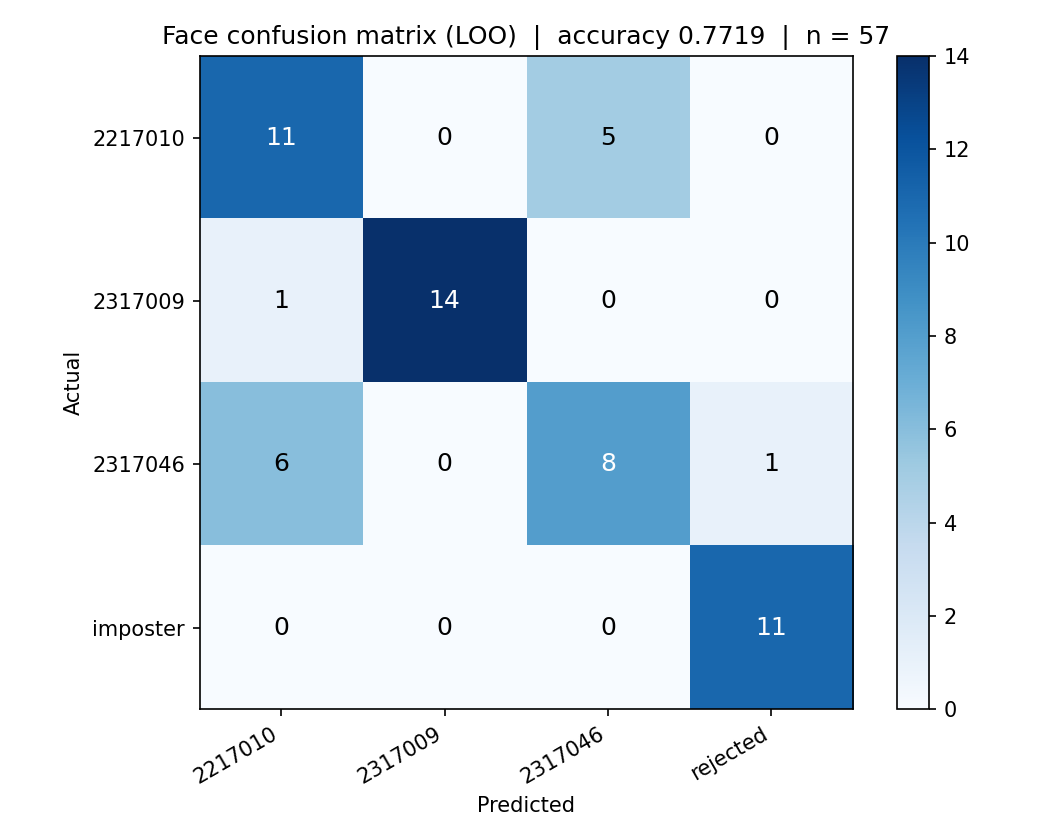 Face confusion matrix (LOO) | accuracy 0.7719 | n = 57
14
12
10
8
6
4
2
0
Actual
2217010
11 0 5 0
2317009
1 14 0 0
2317046
6 0 8 1
imposter
0 0 0 11
2217010
2317009
2317046
rejected
Predicted